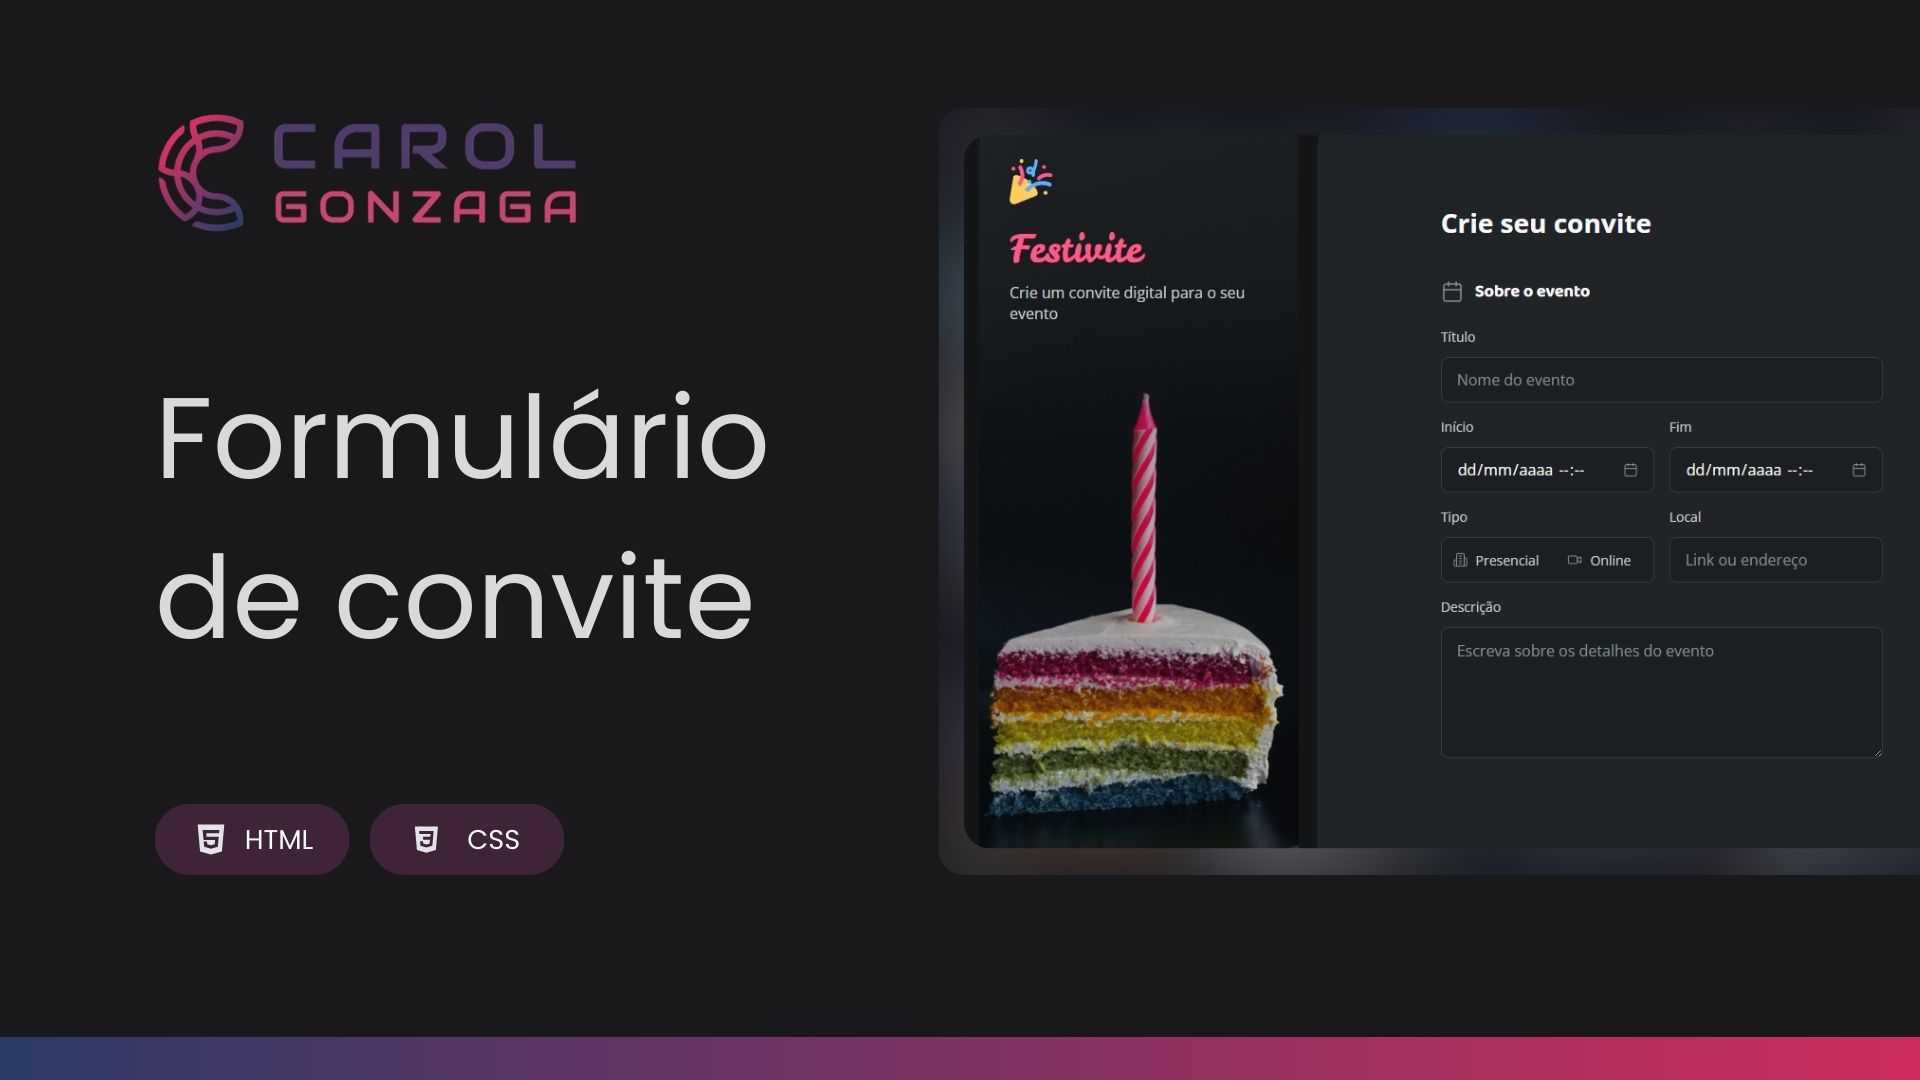 CAROL
GONZAGA
Formulário
de convite
HTML
CSS
Festivite
Crie um convite digital para o seu
evento
Crie seu convite
Sobre o evento
Título
Nome do evento
Início
Fim
dd/mm/aaaa --:--
dd/mm/aaaa --:--
Tipo
Local
Presencial
Online
Link ou endereço
Descrição
Escreva sobre os detalhes do evento